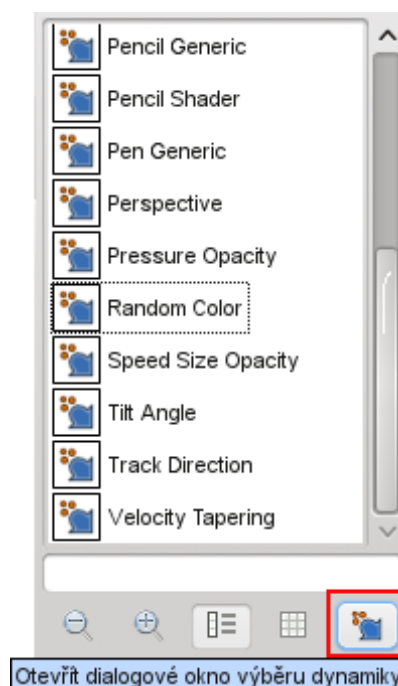 Pencil Generic
Pencil Shader
Pen Generic
Perspective
Pressure Opacity
Random Color
Speed Size Opacity
Tilt Angle
Track Direction
Velocity Tapering
Otevřít dialogové okno výběru dynamiky